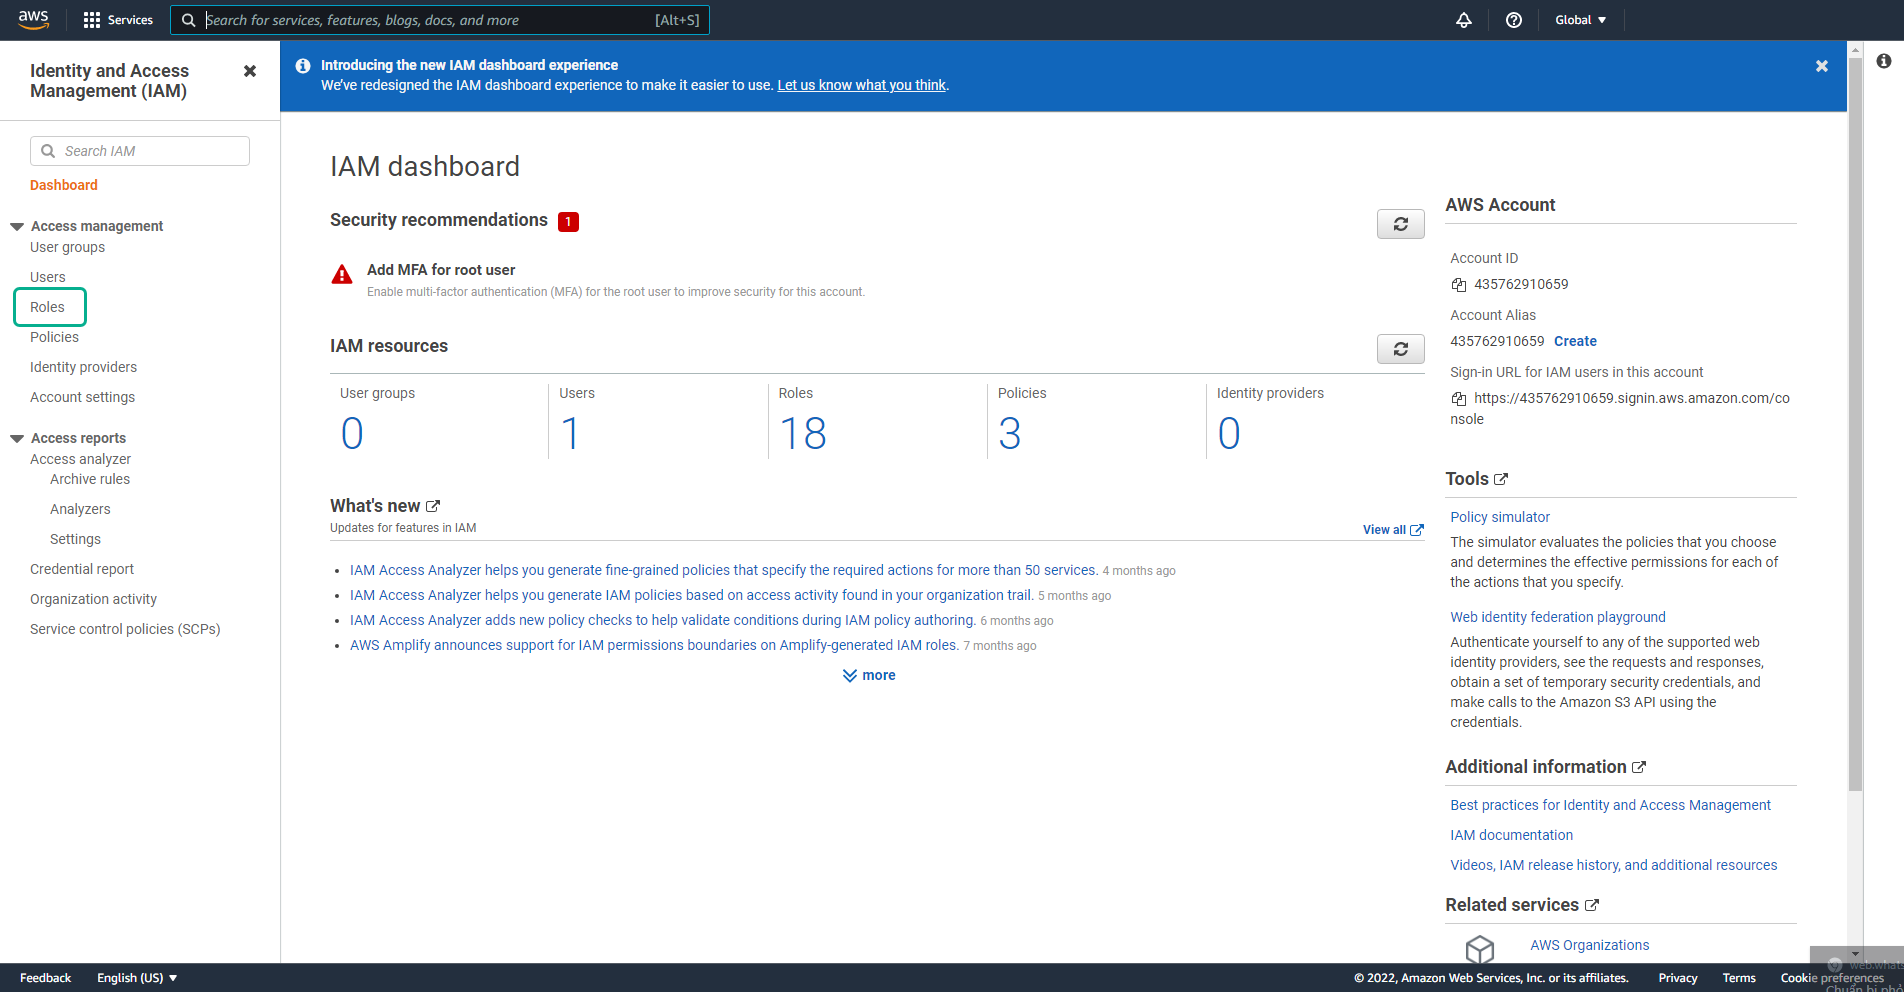 aws
Services
Search for services, features, blogs, docs, and more
[Alt+S]
Global
Identity and Access
Management (IAM)
Search IAM
Dashboard
Access management
User groups
Users
Roles
Policies
Identity providers
Account settings
Access reports
Access analyzer
Archive rules
Analyzers
Settings
Credential report
Organization activity
Service control policies (SCPs)
Introducing the new IAM dashboard experience
We've redesigned the IAM dashboard experience to make it easier to use. Let us know what you think.
IAM dashboard
Security recommendations 1
Add MFA for root user
Enable multi-factor authentication (MFA) for the root user to improve security for this account.
IAM resources
User groups
0
Users
1
Roles
18
Policies
3
Identity providers
0
What's new
Updates for features in IAM
View all
IAM Access Analyzer helps you generate fine-grained policies that specify the required actions for more than 50 services. 4 months ago
IAM Access Analyzer helps you generate IAM policies based on access activity found in your organization trail. 5 months ago
IAM Access Analyzer adds new policy checks to help validate conditions during IAM policy authoring. 6 months ago
AWS Amplify announces support for IAM permissions boundaries on Amplify-generated IAM roles. 7 months ago
more
AWS Account
Account ID
435762910659
Account Alias
435762910659 Create
Sign-in URL for IAM users in this account
https://435762910659.signin.aws.amazon.com/co
nsole
Tools
Policy simulator
The simulator evaluates the policies that you choose
and determines the effective permissions for each of
the actions that you specify.
Web identity federation playground
Authenticate yourself to any of the supported web
identity providers, see the requests and responses,
obtain a set of temporary security credentials, and
make calls to the Amazon S3 API using the
credentials.
Additional information
Best practices for Identity and Access Management
IAM documentation
Videos, IAM release history, and additional resources
Related services
AWS Organizations
web.whats
Feedback
English (US)
© 2022, Amazon Web Services, Inc. or its affiliates.
Privacy
Terms
Cookie preferences